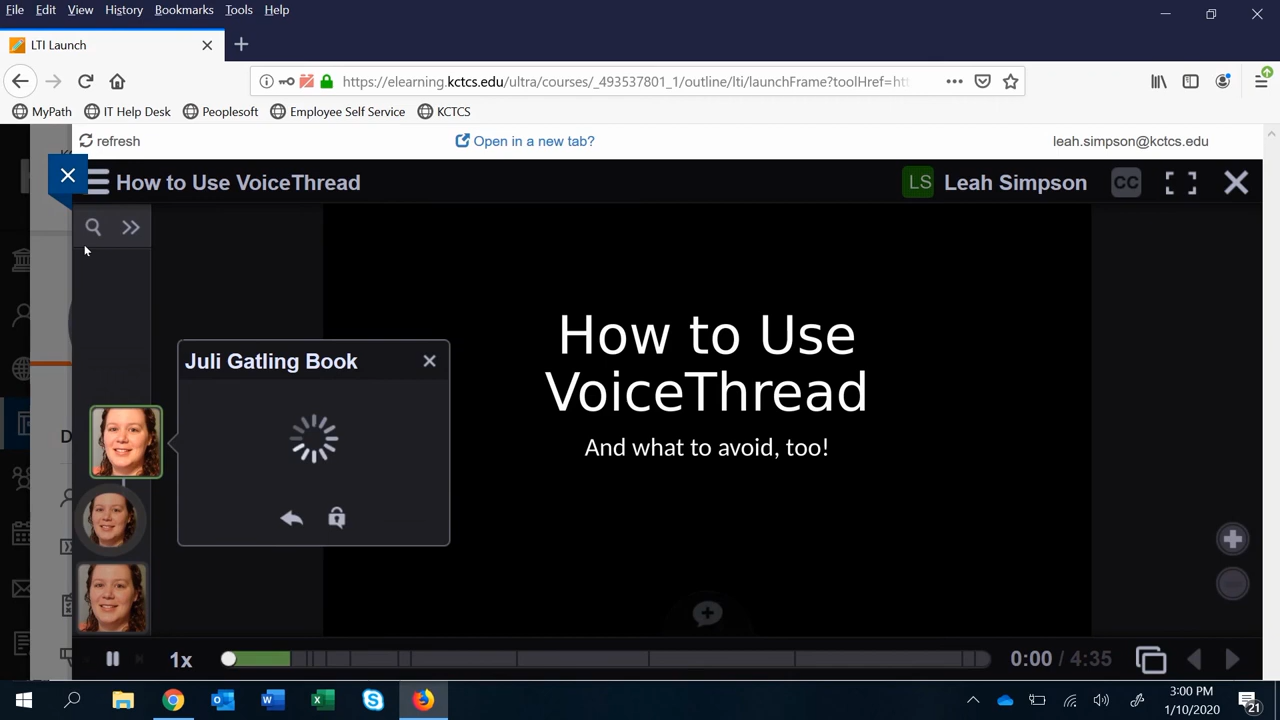 File Edit View History Bookmarks Tools Help
LTI Launch
https://elearning.kctcs.edu/ultra/courses/_493537801_1/outline/lti/launchFrame?toolHref=ht
MyPath IT Help Desk Peoplesoft Employee Self Service KCTCS
refresh Open in a new tab? leah.simpson@kctcs.edu
How to Use VoiceThread LS Leah Simpson CC
How to Use
VoiceThread
And what to avoid, too!
Juli Gatling Book
1x 0:00 / 4:35
3:00 PM
1/10/2020
21